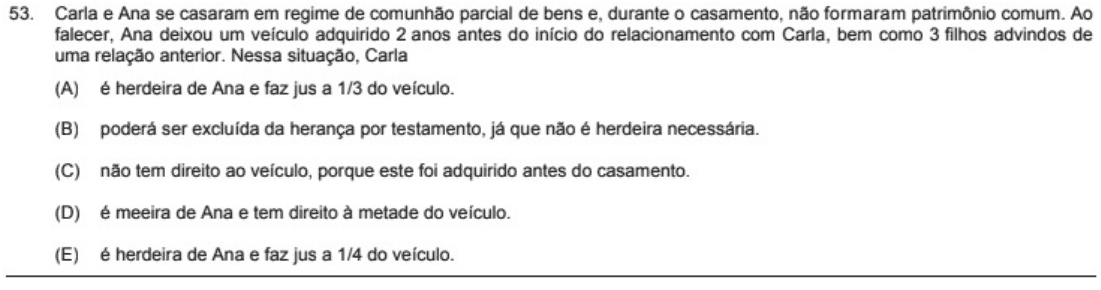 53. Carla e Ana se casaram em regime de comunhão parcial de bens e, durante o casamento, não formaram patrimônio comum. Ao
falecer, Ana deixou um veículo adquirido 2 anos antes do início do relacionamento com Carla, bem como 3 filhos advindos de
uma relação anterior. Nessa situação, Carla
(A) é herdeira de Ana e faz jus a 1/3 do veículo.
(B) poderá ser excluída da herança por testamento, já que não é herdeira necessária.
(C) não tem direito ao veículo, porque este foi adquirido antes do casamento.
(D) é meeira de Ana e tem direito à metade do veículo.
(E) é herdeira de Ana e faz jus a 1/4 do veículo.